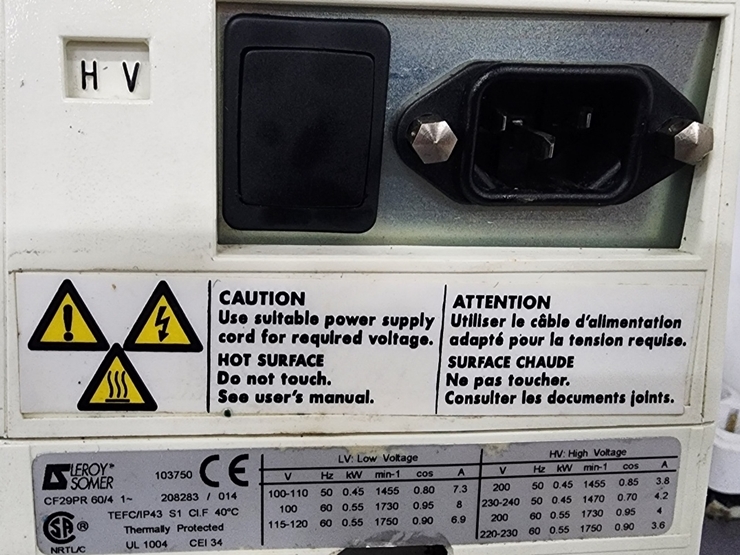 H V
CAUTION
Use suitable power supply
cord for required voltage.
HOT SURFACE
Do not touch.
See user's manual.
ATTENTION
Utiliser le câble d'alimentation
adapté pour la tension requise.
SURFACE CHAUDE
Ne pas toucher.
Consulter les documents joints.
LEROY®
SOMER
103750 CE
CF29PR 60/4 1~ 208283 / 014
TEFC/IP43 S1 Cl.F 40°C
Thermally Protected
SA
NRTL/C
UL 1004 CEI 34
LV: Low Voltage
V Hz kW min-1 cos A
100-110 50 0.45 1455 0.80 7.3
100 60 0.55 1730 0.95 8
115-120 60 0.55 1750 0.90 6.9
HV: High Voltage
V Hz kW min-1 cos A
200 50 0.45 1455 0.85 3.8
230-240 50 0.45 1470 0.70 4.2
200 60 0.55 1730 0.95 4
220-230 60 0.55 1750 0.90 3.6